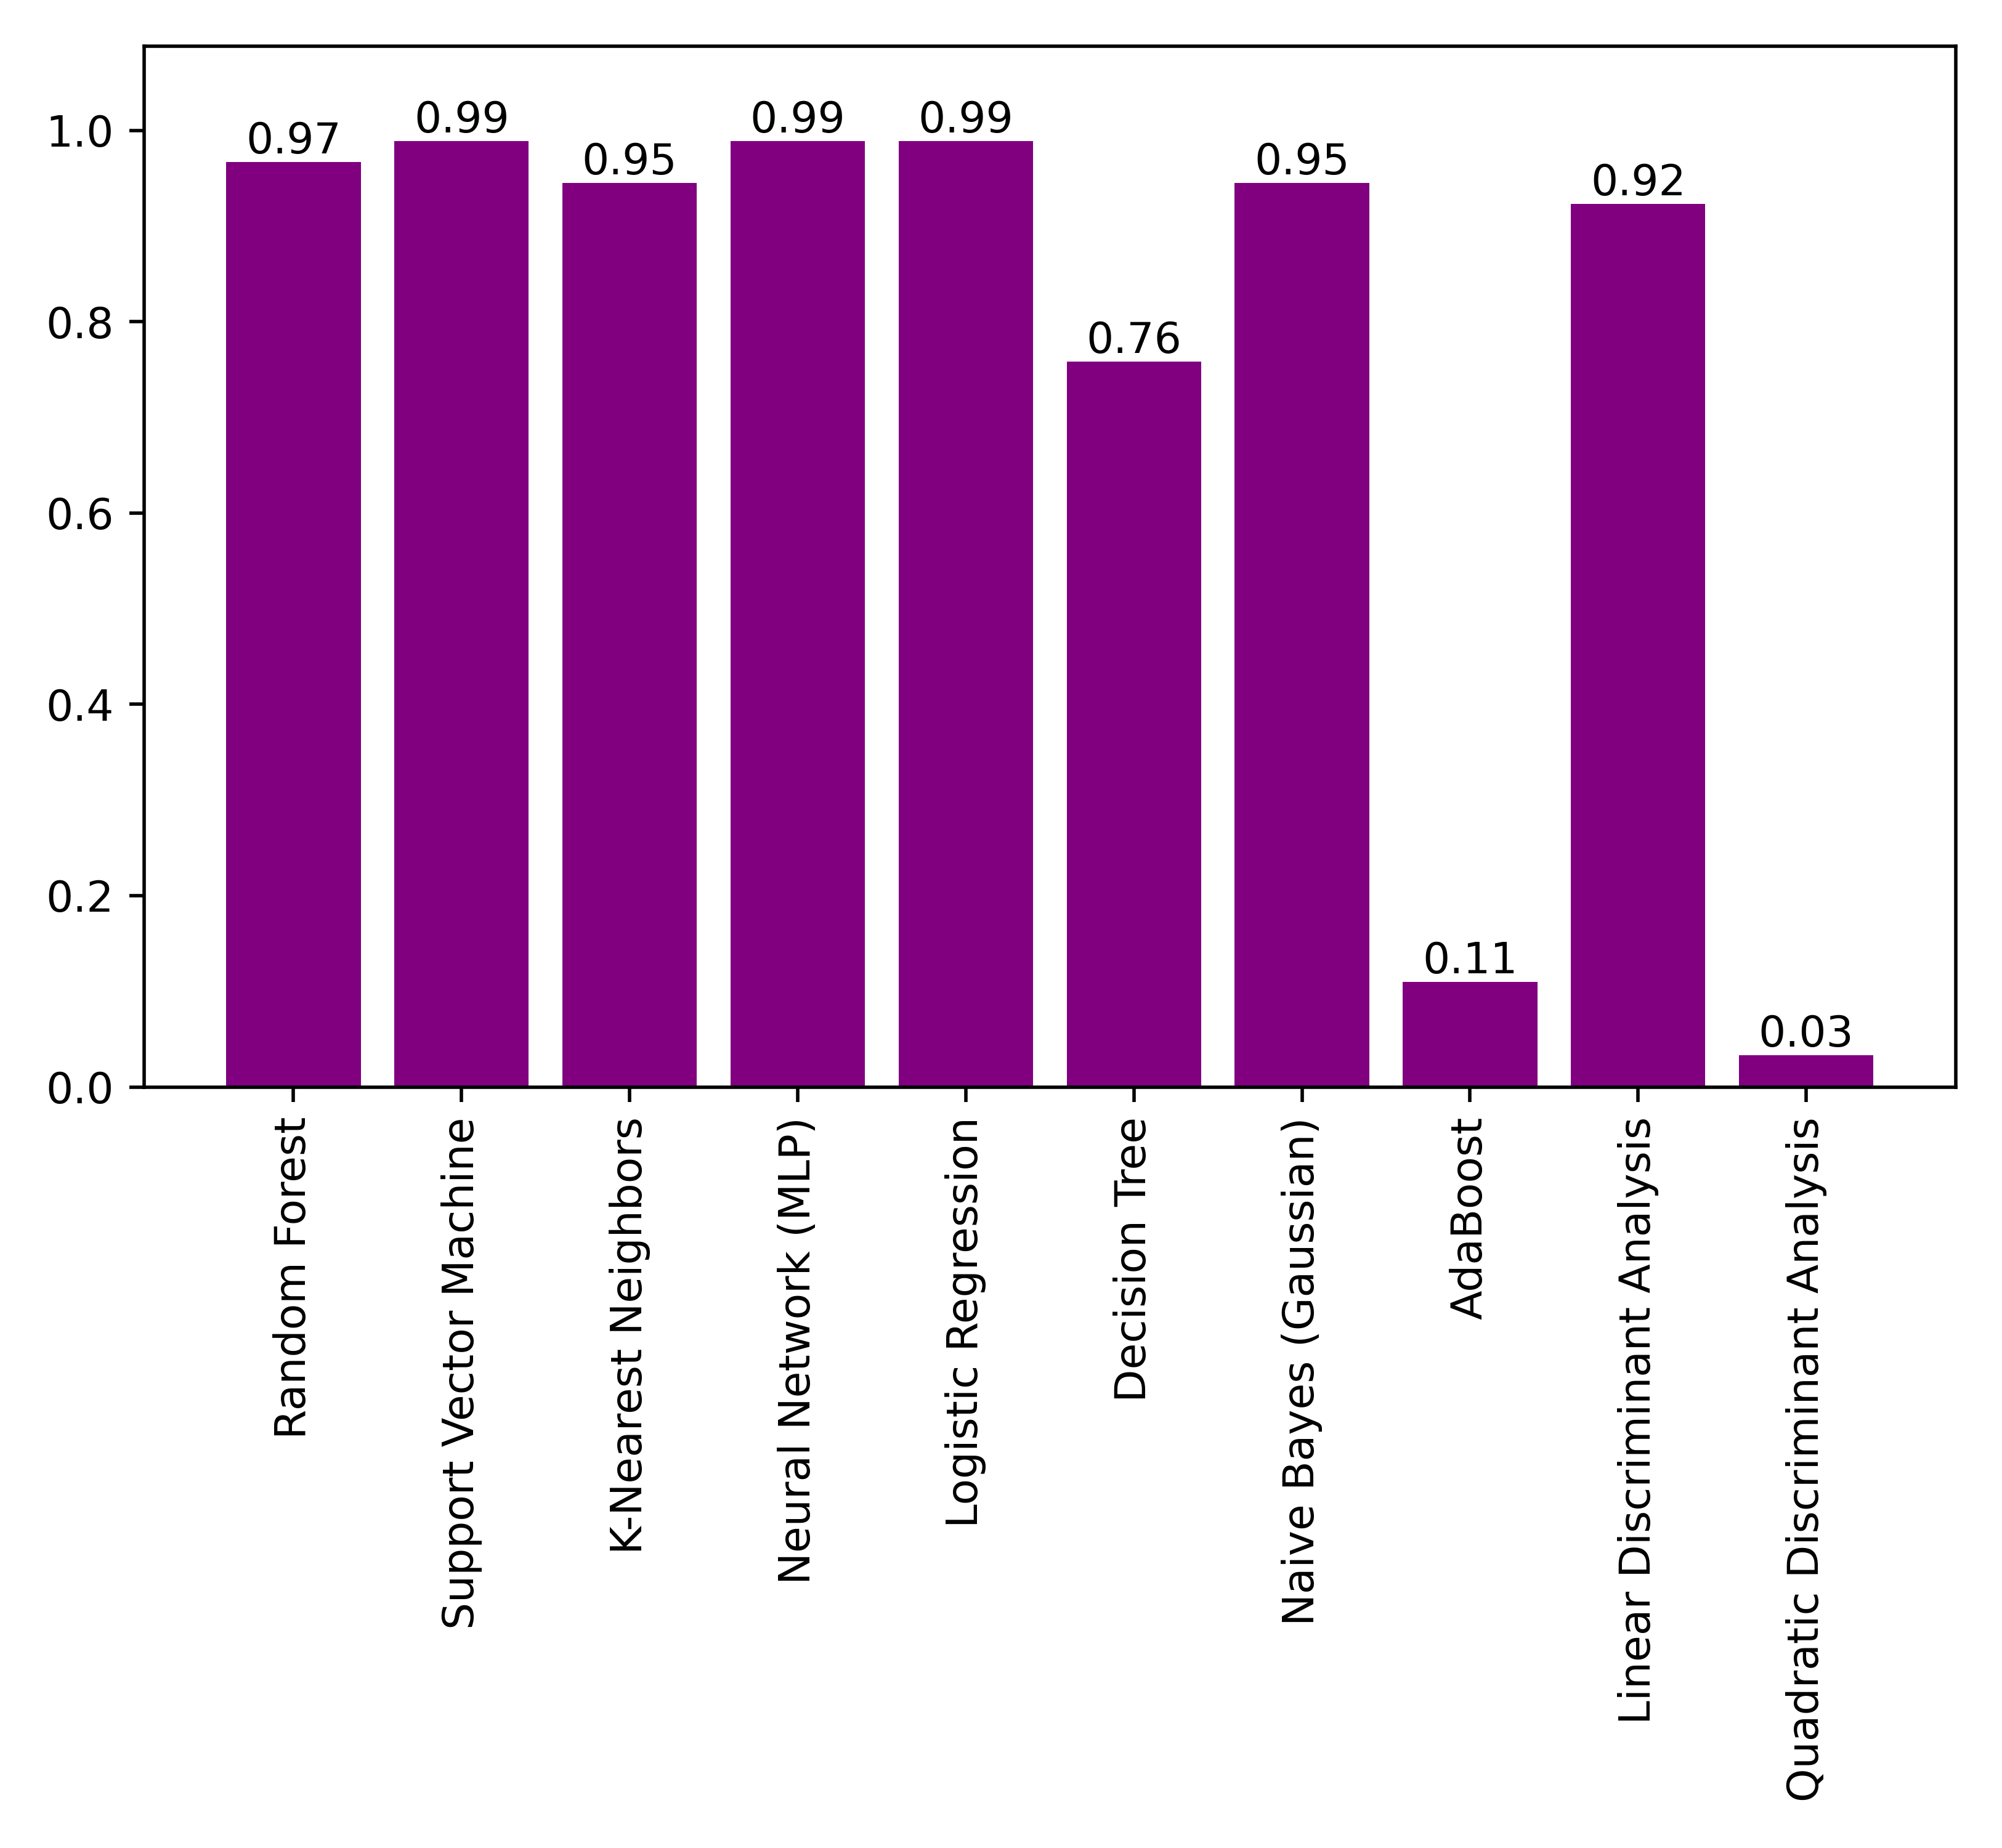 1.0
0.8
0.6
0.4
0.2
0.0
0.97
0.99
0.95
0.99
0.99
0.76
0.95
0.11
0.92
0.03
Random Forest
Support Vector Machine
K-Nearest Neighbors
Neural Network (MLP)
Logistic Regression
Decision Tree
Naive Bayes (Gaussian)
AdaBoost
Linear Discriminant Analysis
Quadratic Discriminant Analysis